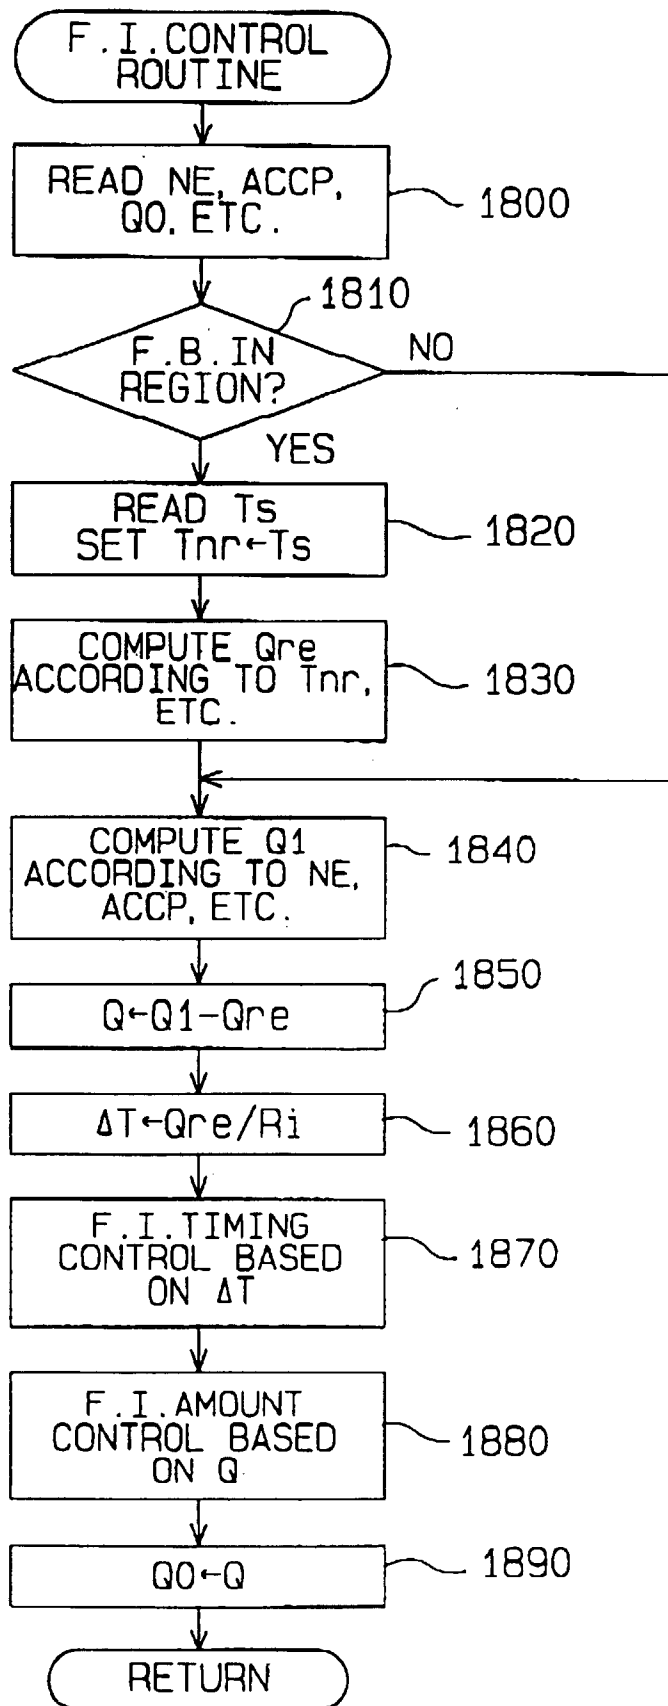 F.I.CONTROL
ROUTINE
READ NE, ACCP,
Q0, ETC.
1800
1810
F.B.IN
REGION?
NO
YES
READ Ts
SET Tnr←Ts
1820
COMPUTE Qre
ACCORDING TO Tnr,
ETC.
1830
COMPUTE Q1
ACCORDING TO NE,
ACCP, ETC.
1840
1850
Q←Q1-Qre
ΔT←Qre/Ri
1860
F.I.TIMING
CONTROL BASED
ON ΔT
1870
F.I.AMOUNT
CONTROL BASED
ON Q
1880
Q0←Q
1890
RETURN